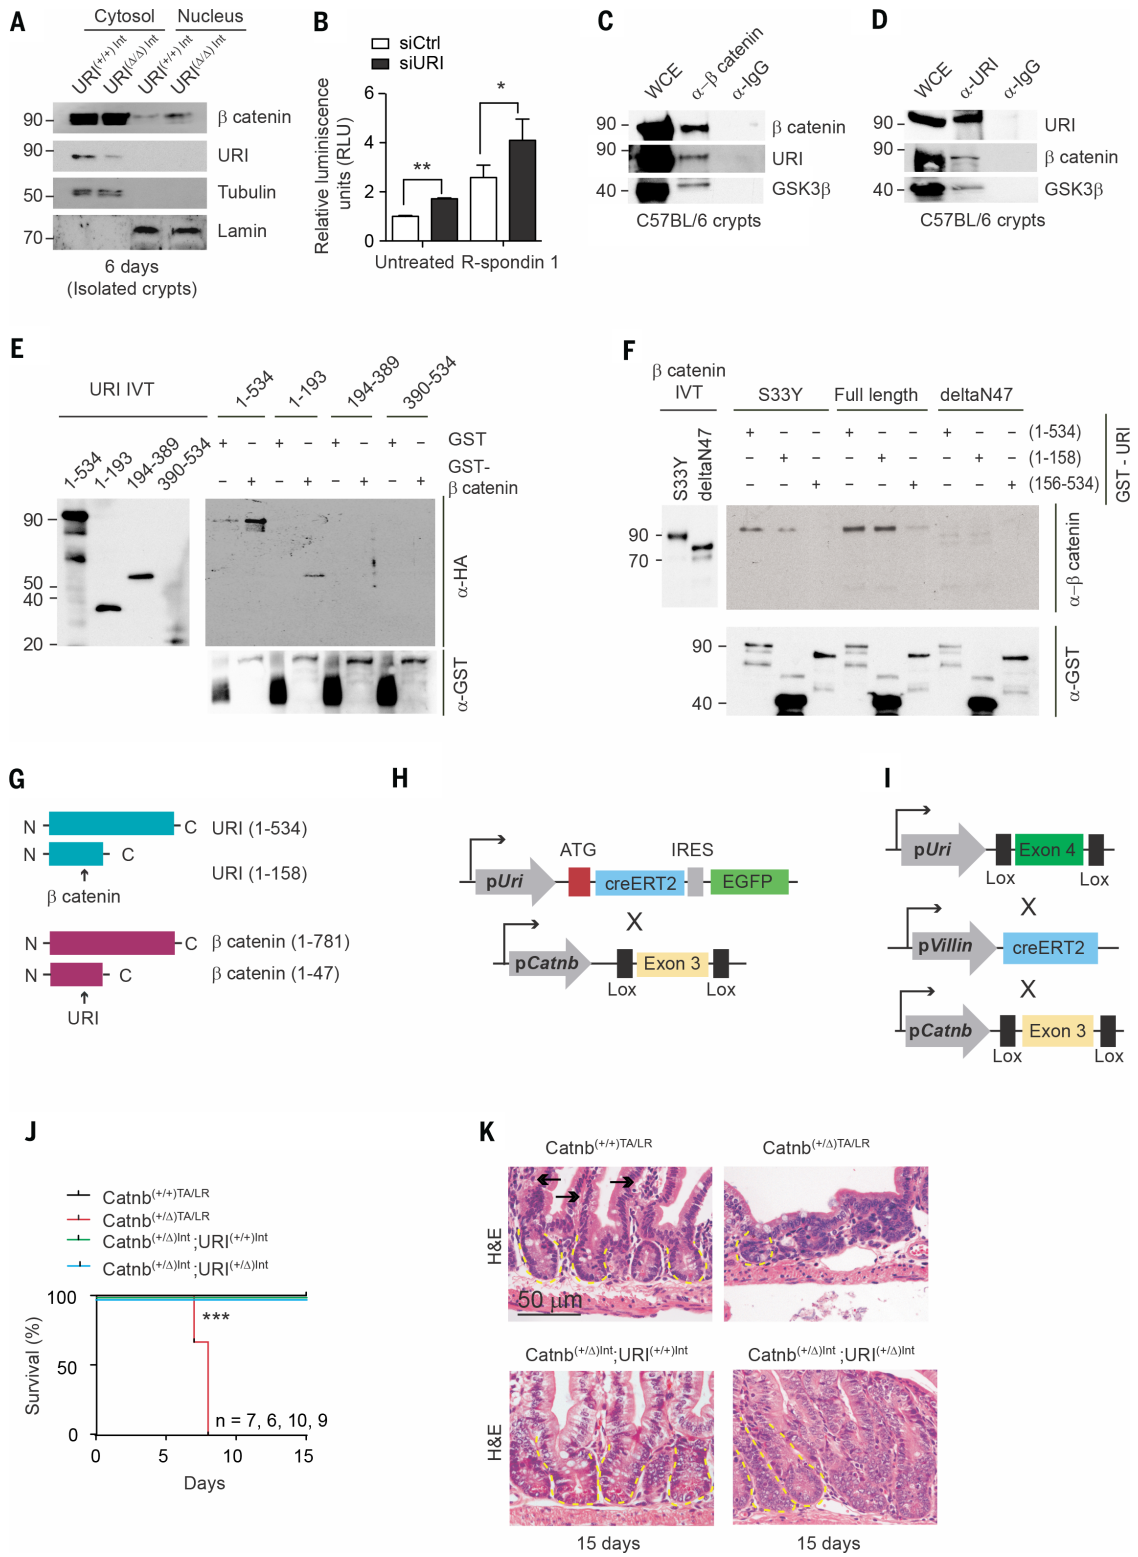 A
Cytosol Nucleus
URI(+/+) Int URI(Δ/Δ) Int URI(+/+) Int URI(Δ/Δ) Int
90 β catenin
90 URI
50 Tubulin
70 Lamin
6 days
(Isolated crypts)
B
siCtrl
siURI
Relative luminiscence
units (RLU)
6
4
2
0
**
*
Untreated R-spondin 1
C
WCE α-β catenin α-IgG
90 β catenin
90 URI
40 GSK3β
C57BL/6 crypts
D
WCE α-URI α-IgG
90 URI
90 β catenin
40 GSK3β
C57BL/6 crypts
E
URI IVT
1-534 1-193 194-389 390-534
1-534 1-193 194-389 390-534
+ − + − + − + − GST
− + − + − + − + GST-
β catenin
90
50
40
20
α-HA
α-GST
F
β catenin
IVT S33Y Full length deltaN47
S33Y deltaN47
+ − − + − − + − − (1-534)
− + − − + − − + − (1-158)
− − + − − + − − + (156-534)
GST - URI
90
70
α-β catenin
90
40
α-GST
G
N C URI (1-534)
N C
URI (1-158)
β catenin
N C β catenin (1-781)
N C β catenin (1-47)
URI
H
ATG IRES
pUri creERT2 EGFP
X
pCatnb Exon 3
Lox Lox
I
pUri Exon 4
Lox Lox
X
pVillin creERT2
X
pCatnb Exon 3
Lox Lox
J
Catnb(+/+)TA/LR
Catnb(+/Δ)TA/LR
Catnb(+/Δ)Int;URI(+/+)Int
Catnb(+/Δ)Int;URI(+/Δ)Int
Survival (%)
100
50
0
***
n = 7, 6, 10, 9
0 5 10 15
Days
K
Catnb(+/+)TA/LR Catnb(+/Δ)TA/LR
H&E
50 μm
Catnb(+/Δ)Int;URI(+/+)Int Catnb(+/Δ)Int;URI(+/Δ)Int
H&E
15 days 15 days